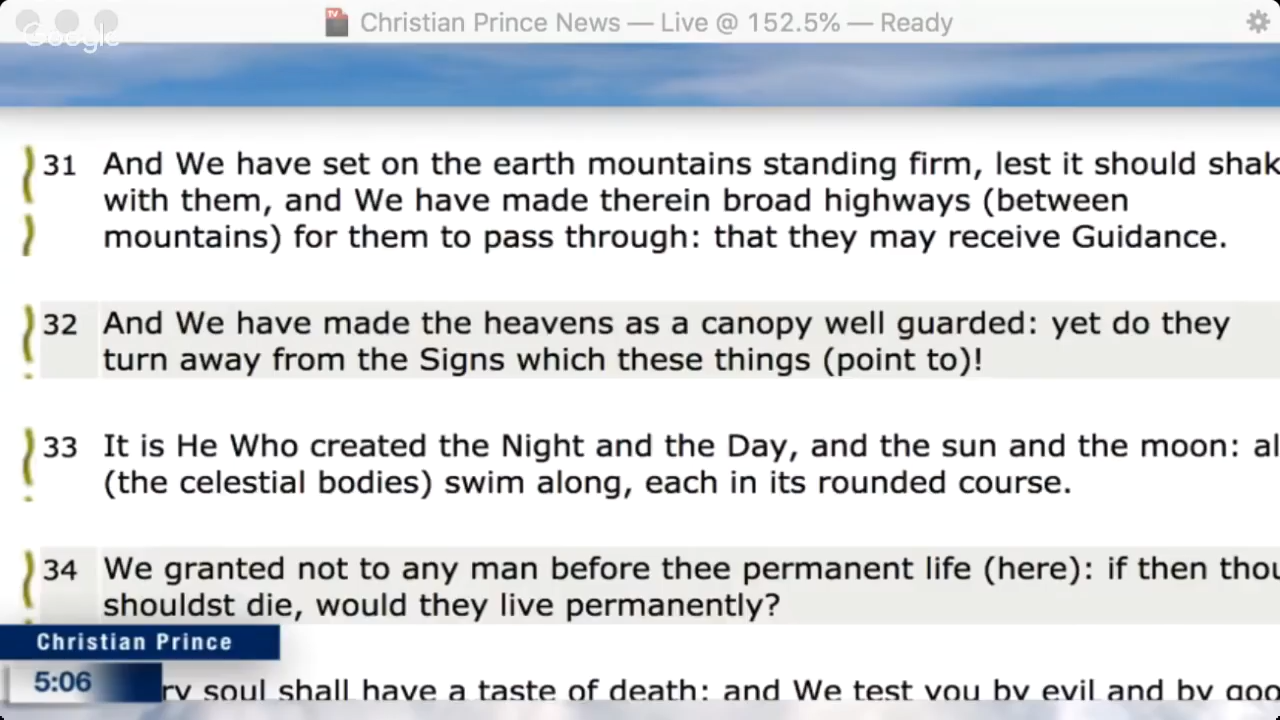 Christian Prince News — Live @ 152.5% — Ready
Google
31 And We have set on the earth mountains standing firm, lest it should shak
with them, and We have made therein broad highways (between
mountains) for them to pass through: that they may receive Guidance.
32 And We have made the heavens as a canopy well guarded: yet do they
turn away from the Signs which these things (point to)!
33 It is He Who created the Night and the Day, and the sun and the moon: al
(the celestial bodies) swim along, each in its rounded course.
34 We granted not to any man before thee permanent life (here): if then thou
shouldst die, would they live permanently?
Christian Prince
5:06
ry soul shall have a taste of death: and We test you by evil and by goo